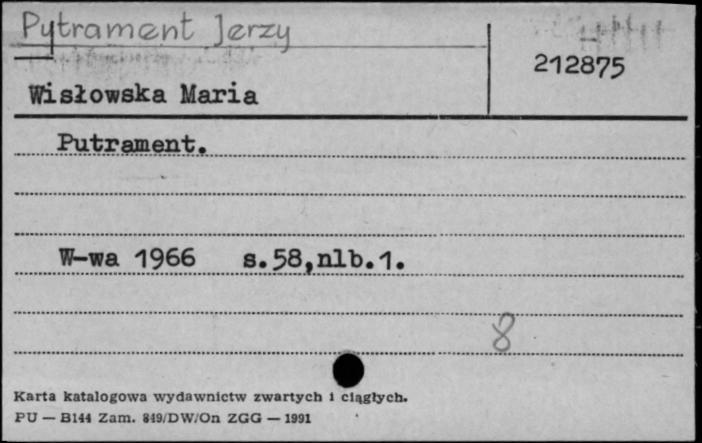 Putrament Jerzy
212875
Wisłowska Maria
Putrament.
W-wa 1966 s.58,nlb.1.
8
Karta katalogowa wydawnictw zwartych i ciągłych.
PU — B144 Zam. 849/DW/On ZGG — 1991